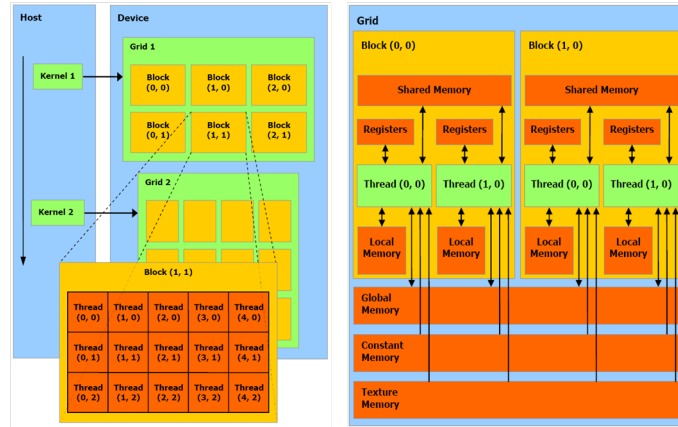 Host
Device
Grid 1
Kernel 1
Block
(0, 0)
Block
(1, 0)
Block
(2, 0)
Block
(0, 1)
Block
(1, 1)
Block
(2, 1)
Grid 2
Kernel 2
Block (1, 1)
Thread
(0, 0)
Thread
(1, 0)
Thread
(2, 0)
Thread
(3, 0)
Thread
(4, 0)
Thread
(0, 1)
Thread
(1, 1)
Thread
(2, 1)
Thread
(3, 1)
Thread
(4, 1)
Thread
(0, 2)
Thread
(1, 2)
Thread
(2, 2)
Thread
(3, 2)
Thread
(4, 2)
Grid
Block (0, 0)
Shared Memory
Registers
Registers
Thread (0, 0)
Thread (1, 0)
Local
Memory
Local
Memory
Block (1, 0)
Shared Memory
Registers
Registers
Thread (0, 0)
Thread (1, 0)
Local
Memory
Local
Memory
Global
Memory
Constant
Memory
Texture
Memory